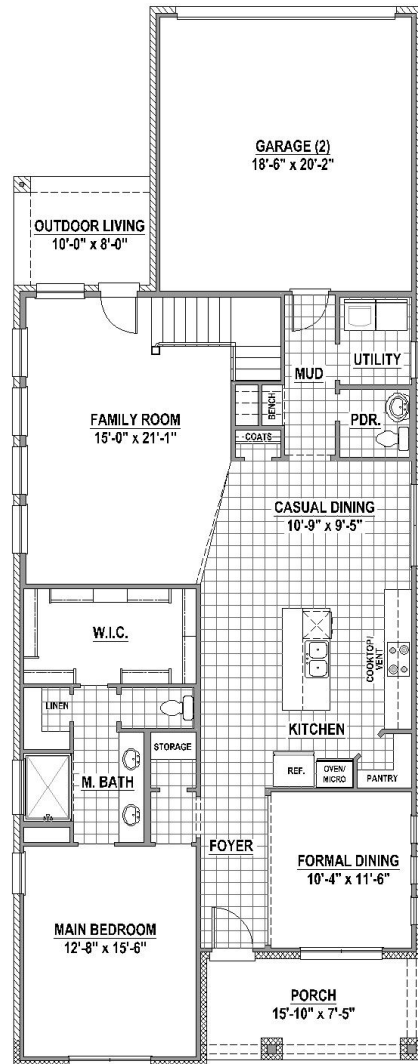 GARAGE (2)
18'-6" x 20'-2"
OUTDOOR LIVING
10'-0" x 8'-0"
UTILITY
MUD
BENCH
PDR.
COATS
FAMILY ROOM
15'-0" x 21'-1"
CASUAL DINING
10'-9" x 9'-5"
W.I.C.
COOKTOP/
VENT
LINEN
KITCHEN
STORAGE
M. BATH
REF.
OVEN/
MICRO
PANTRY
FOYER
FORMAL DINING
10'-4" x 11'-6"
MAIN BEDROOM
12'-8" x 15'-6"
PORCH
15'-10" x 7'-5"